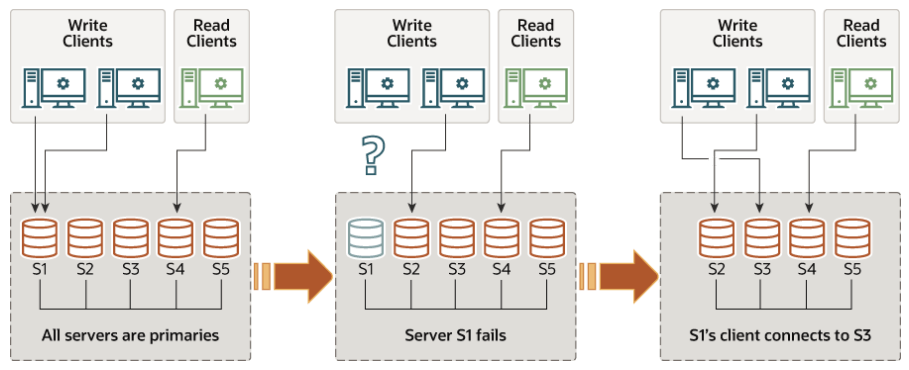 Write
Clients
Read
Clients
S1 S2 S3 S4 S5
All servers are primaries
Write
Clients
Read
Clients
?
S1 S2 S3 S4 S5
Server S1 fails
Write
Clients
Read
Clients
S2 S3 S4 S5
S1's client connects to S3